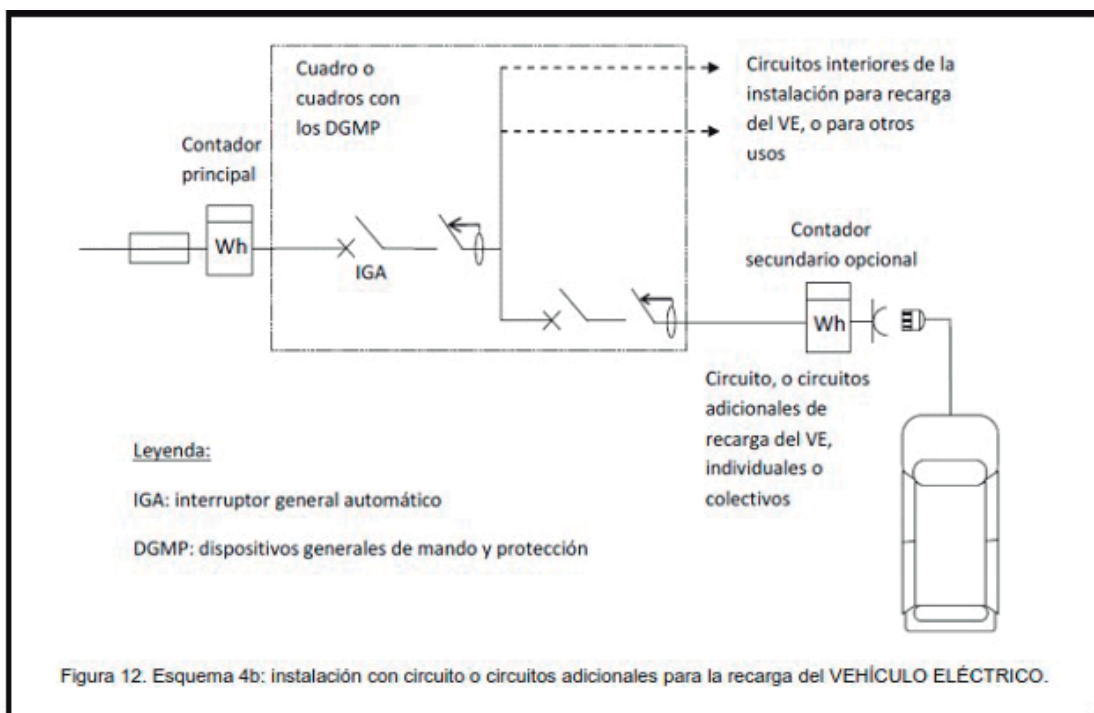 Cuadro o
cuadros con
los DGMP
Circuitos interiores de la
instalación para recarga
del VE, o para otros
usos
Contador
principal
Wh
IGA
Contador
secundario opcional
Wh
Circuito, o circuitos
adicionales de
recarga del VE,
individuales o
colectivos
Leyenda:
IGA: interruptor general automático
DGMP: dispositivos generales de mando y protección
Figura 12. Esquema 4b: instalación con circuito o circuitos adicionales para la recarga del VEHÍCULO ELÉCTRICO.